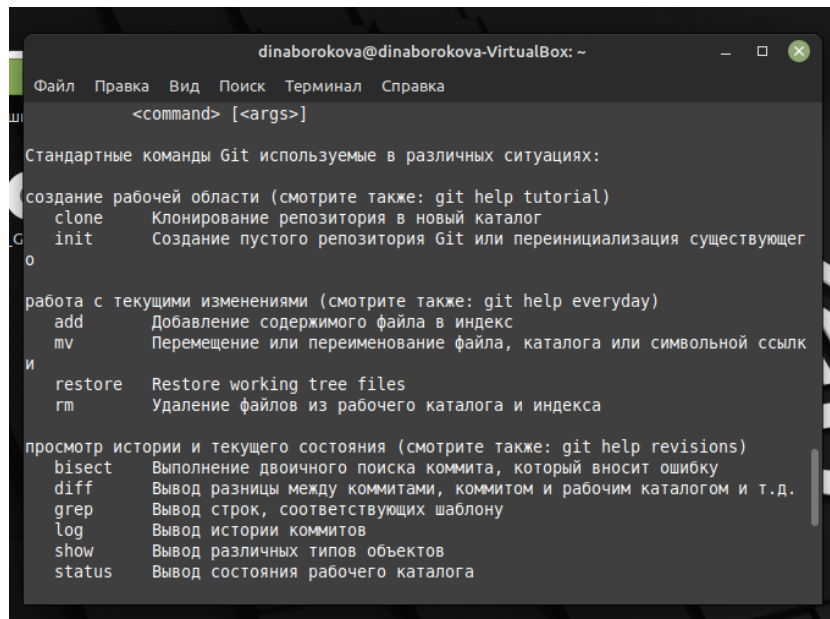 dinaborokova@dinaborokova-VirtualBox: ~
Файл Правка Вид Поиск Терминал Справка
<command> [<args>]
Стандартные команды Git используемые в различных ситуациях:
создание рабочей области (смотрите также: git help tutorial)
clone Клонирование репозитория в новый каталог
init Создание пустого репозитория Git или переинициализация существующег
о
работа с текущими изменениями (смотрите также: git help everyday)
add Добавление содержимого файла в индекс
mv Перемещение или переименование файла, каталога или символьной ссылк
и
restore Restore working tree files
rm Удаление файлов из рабочего каталога и индекса
просмотр истории и текущего состояния (смотрите также: git help revisions)
bisect Выполнение двоичного поиска коммита, который вносит ошибку
diff Вывод разницы между коммитами, коммитом и рабочим каталогом и т.д.
grep Вывод строк, соответствующих шаблону
log Вывод истории коммитов
show Вывод различных типов объектов
status Вывод состояния рабочего каталога